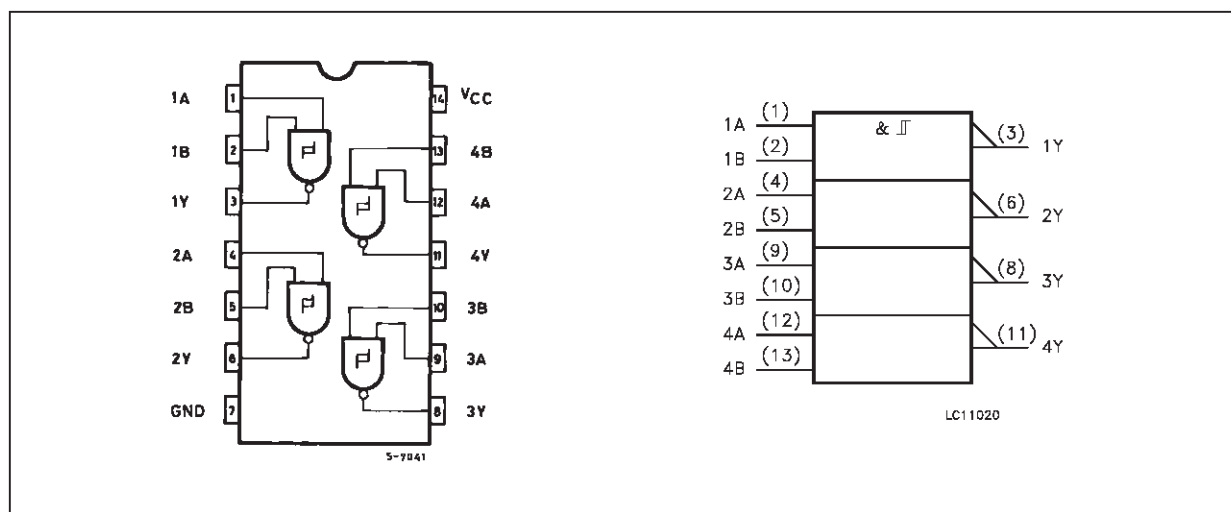 1A 1 14 VCC
1B 2 13 4B
1Y 3 12 4A
2A 4 11 4Y
2B 5 10 3B
2Y 6 9 3A
GND 7 8 3Y
S-7041
& 
1A (1)
1B (2) (3) 1Y
2A (4)
2B (5) (6) 2Y
3A (9)
3B (10) (8) 3Y
4A (12)
4B (13) (11) 4Y
LC11020